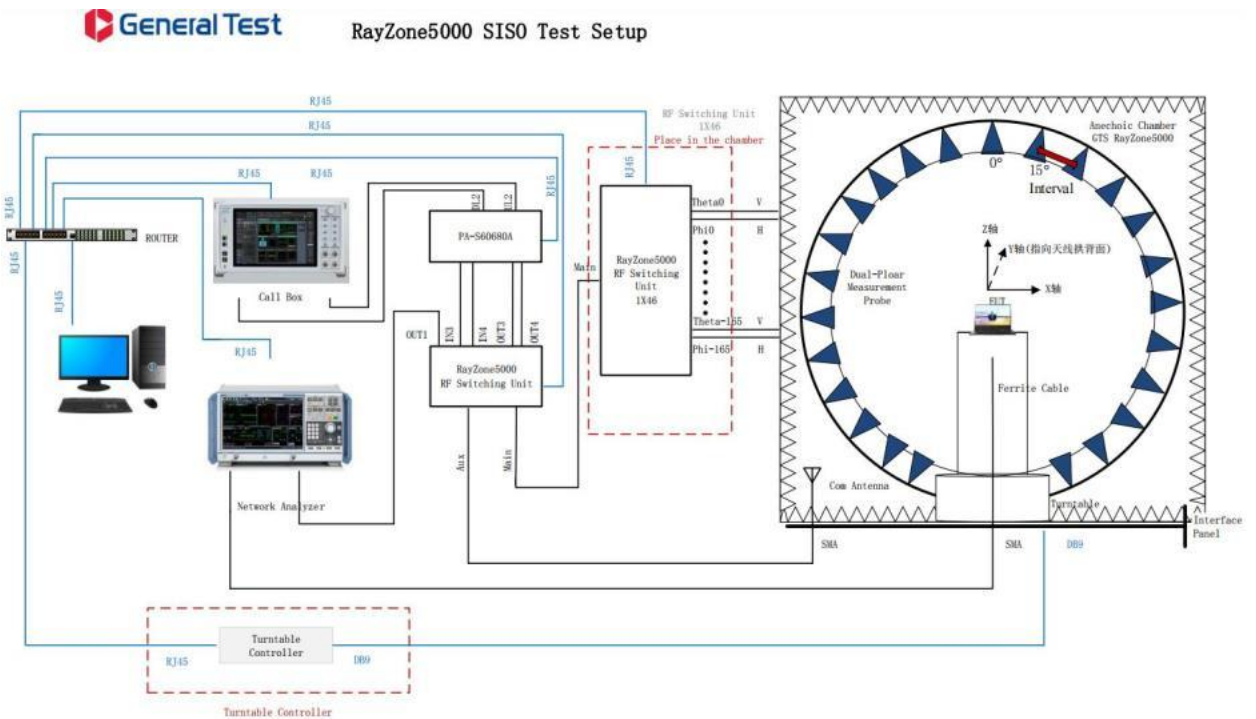 General Test
RayZone5000 SISO Test Setup
RJ45
RJ45
RJ45
RJ45
RJ45
RJ45
RJ45
RJ45
RJ45
RJ45
ROUTER
Call Box
DL2
UL2
PA-S60680A
OUT1
IN3
IN4
OUT3
OUT4
RayZone5000
RF Switching Unit
Aux
Main
Network Analyzer
RF Switching Unit
1X46
Place in the chamber
Main
RayZone5000
RF Switching
Unit
1X46
Theta0 V
Phi0 H
Theta-165 V
Phi-165 H
Anechoic Chamber
GTS RayZone5000
0°
15°
Interval
Z轴
Y轴(指向天线拱背面)
X轴
Dual-Ploar
Measurement
Probe
EUT
Ferrite Cable
Com Antenna
Turntable
Interface
Panel
SMA
SMA
DB9
Turntable
Controller
RJ45
DB9
Turntable Controller